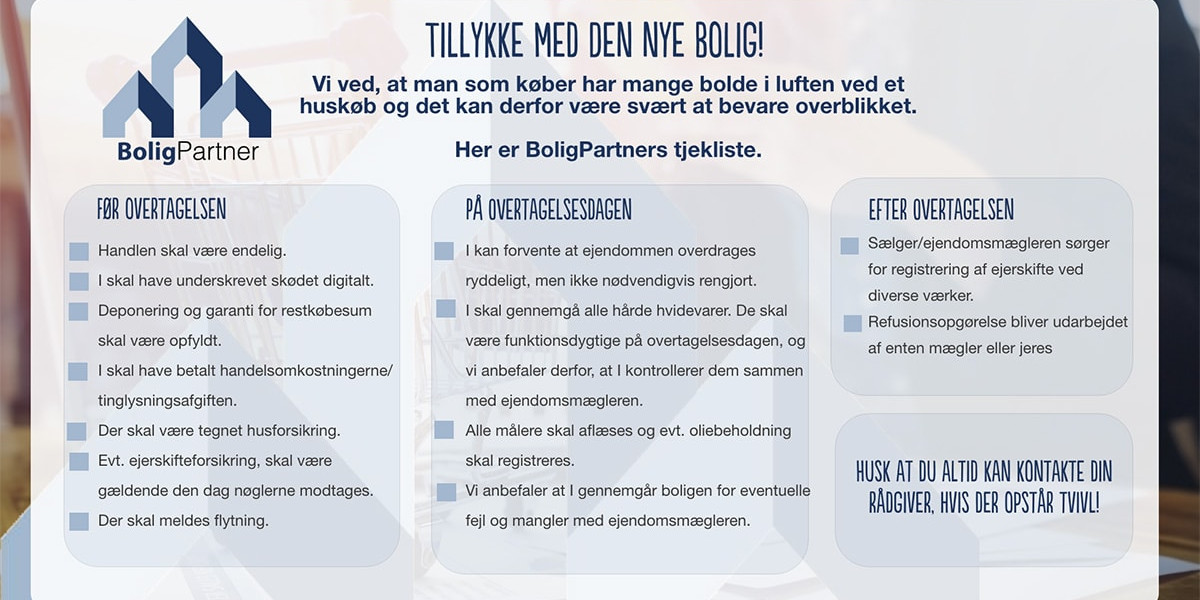 BoligPartner
TILLYKKE MED DEN NYE BOLIG!
Vi ved, at man som køber har mange bolde i luften ved et
huskøb og det kan derfor være svært at bevare overblikket.
Her er BoligPartners tjekliste.
FØR OVERTAGELSEN
Handlen skal være endelig.
I skal have underskrevet skødet digitalt.
Deponering og garanti for restkøbesum
skal være opfyldt.
I skal have betalt handelsomkostningerne/
tinglysningsafgiften.
Der skal være tegnet husforsikring.
Evt. ejerskifteforsikring, skal være
gældende den dag nøglerne modtages.
Der skal meldes flytning.
PÅ OVERTAGELSESDAGEN
I kan forvente at ejendommen overdrages
ryddeligt, men ikke nødvendigvis rengjort.
I skal gennemgå alle hårde hvidevarer. De skal
være funktionsdygtige på overtagelsesdagen, og
vi anbefaler derfor, at I kontrollerer dem sammen
med ejendomsmægleren.
Alle målere skal aflæses og evt. oliebeholdning
skal registreres.
Vi anbefaler at I gennemgår boligen for eventuelle
fejl og mangler med ejendomsmægleren.
EFTER OVERTAGELSEN
Sælger/ejendomsmægleren sørger
for registrering af ejerskifte ved
diverse værker.
Refusionsopgørelse bliver udarbejdet
af enten mægler eller jeres
HUSK AT DU ALTID KAN KONTAKTE DIN
RÅDGIVER, HVIS DER OPSTÅR TVIVL!